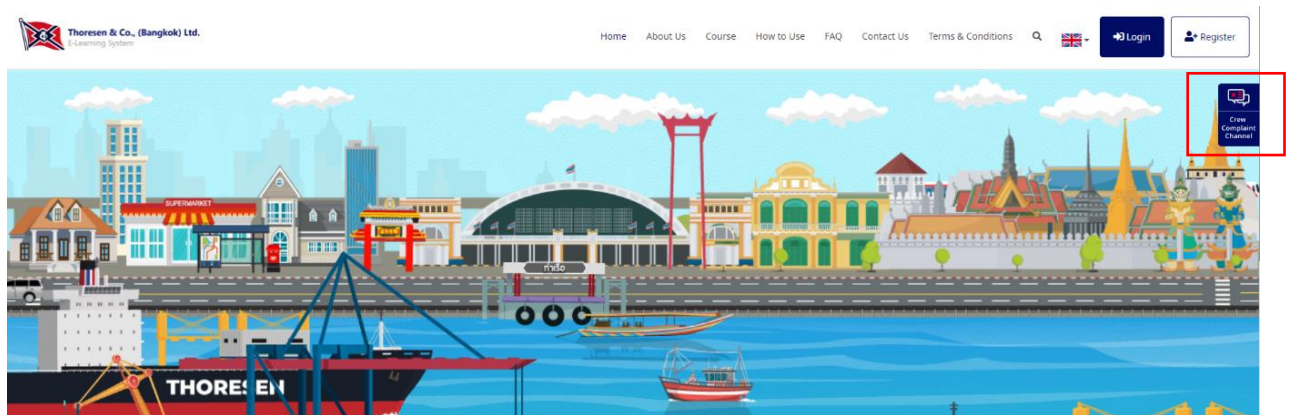 Thoresen & Co., (Bangkok) Ltd.
E-Learning System
Home About Us Course How to Use FAQ Contact Us Terms & Conditions Login Register
Crew
Complaint
Channel
SUPERMARKET
ท่าเรือ
THORESEN